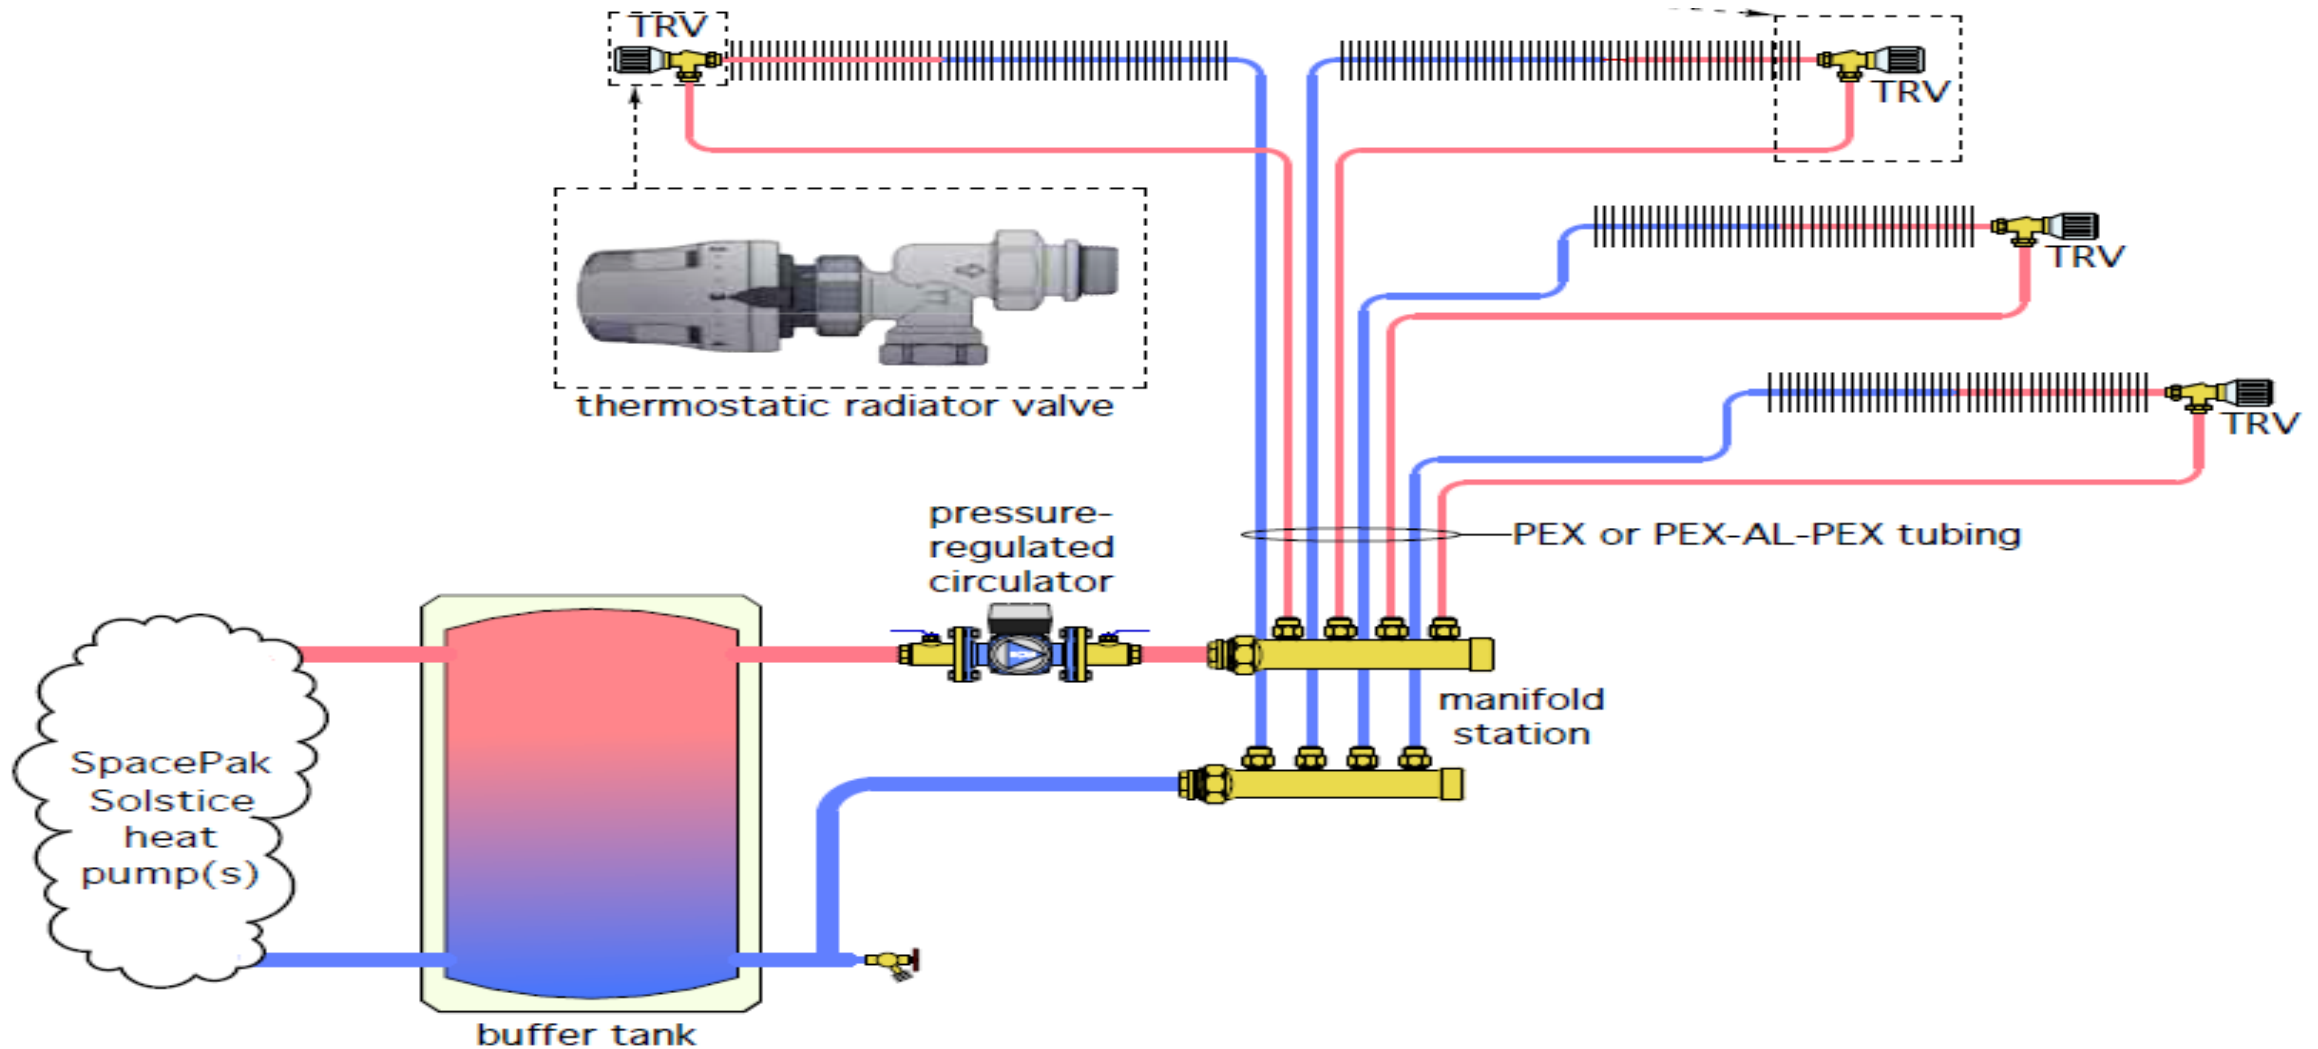 TRV
TRV
TRV
thermostatic radiator valve
TRV
pressure-
regulated
circulator
PEX or PEX-AL-PEX tubing
manifold
station
SpacePak
Solstice
heat
pump(s)
buffer tank